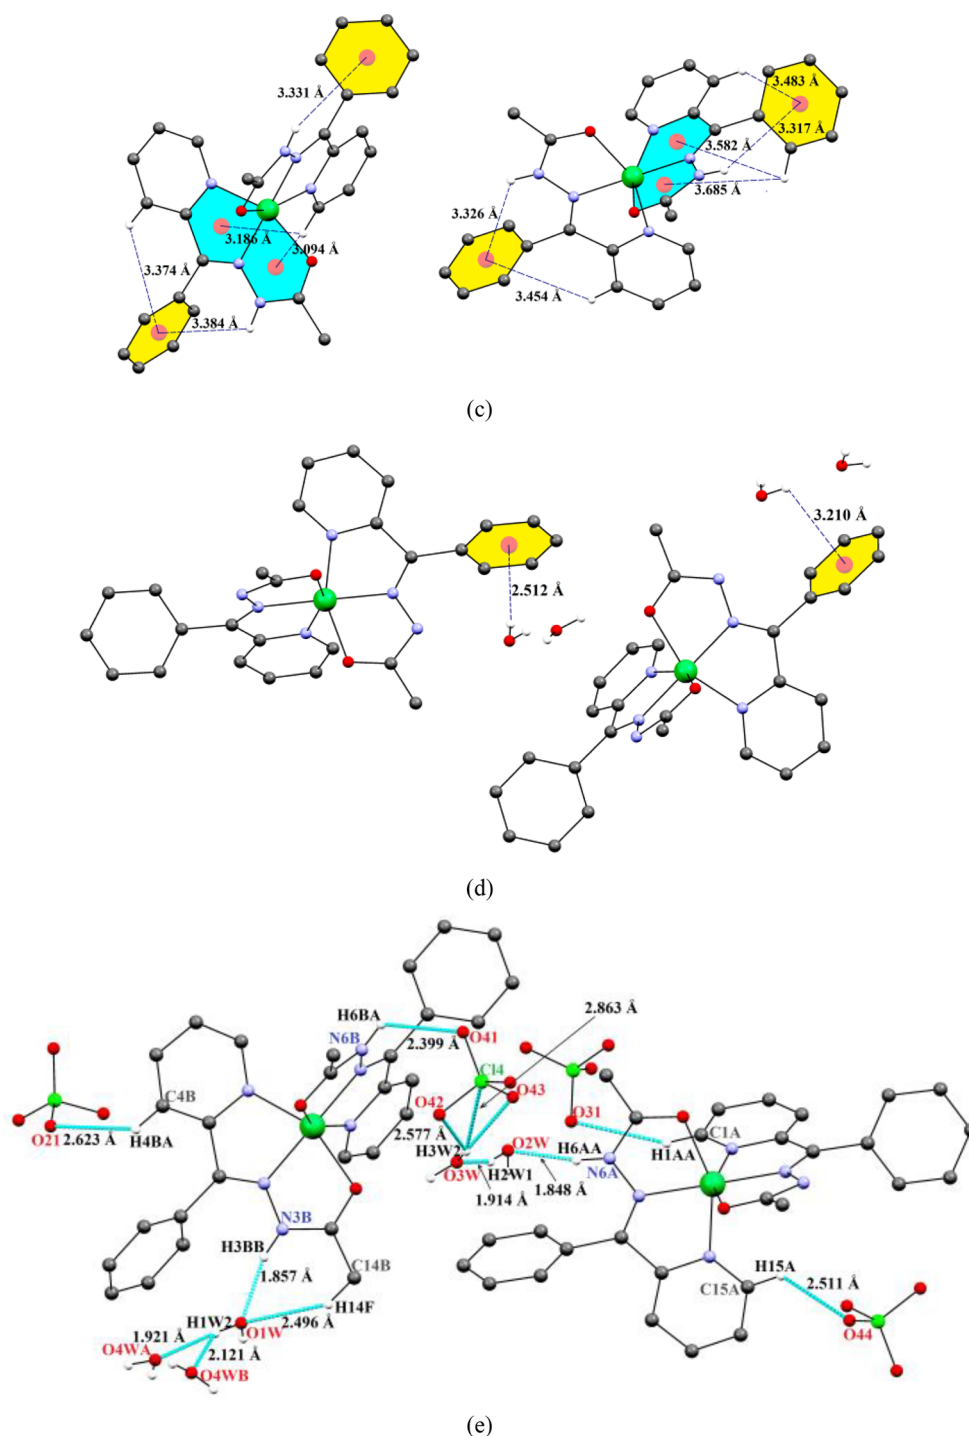 3.331 Å
3.186 Å
3.094 Å
3.374 Å
3.384 Å
3.483 Å
3.317 Å
3.582 Å
3.685 Å
3.326 Å
3.454 Å
(c)
2.512 Å
3.210 Å
(d)
H6BA
N6B
2.399 Å
O41
2.863 Å
Cl4
O43
O42
2.577 Å
H3W2
O2W
O3W
H2W1
1.914 Å
1.848 Å
H6AA
N6A
O31
H1AA
C1A
C4B
O21
2.623 Å
H4BA
N3B
H3BB
C14B
1.857 Å
H14F
H1W2
O1W
2.496 Å
1.921 Å
2.121 Å
O4WA
O4WB
H15A
C15A
2.511 Å
O44
(e)